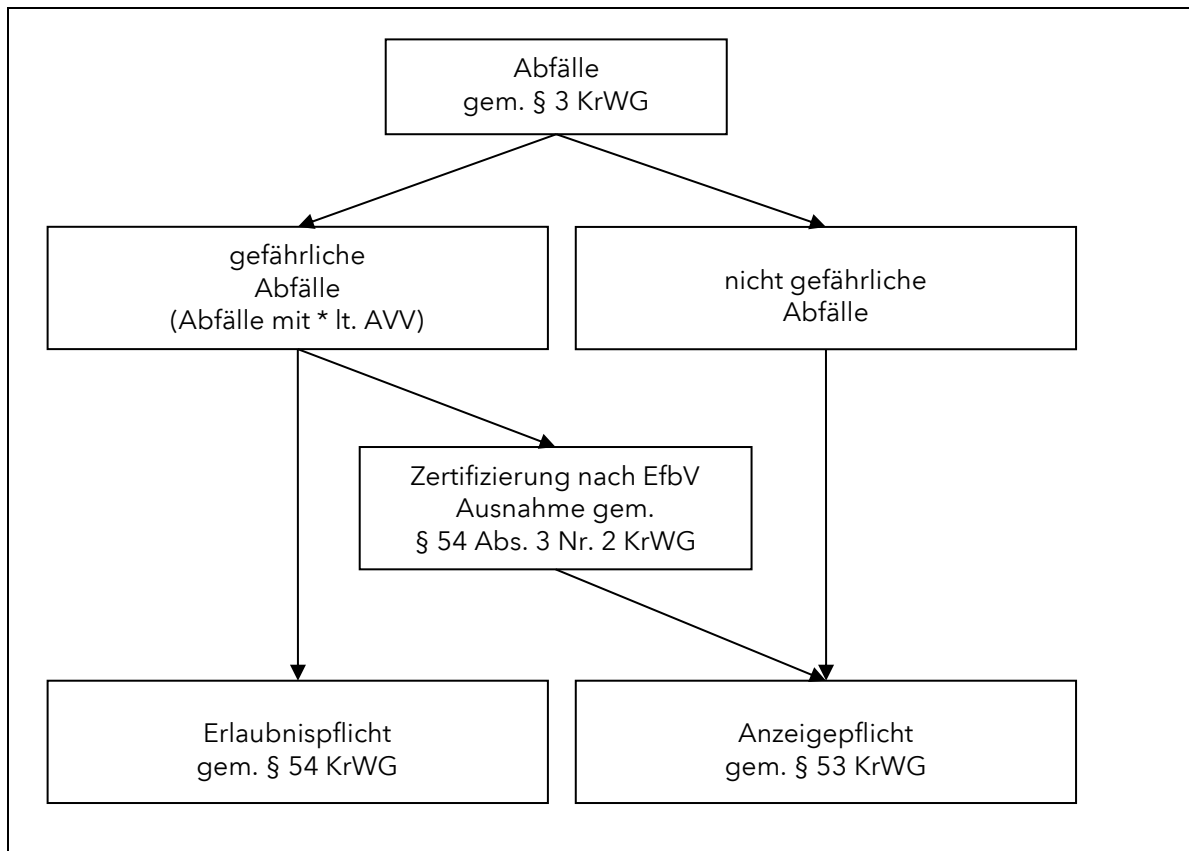 Abfälle
gem. § 3 KrWG
gefährliche
Abfälle
(Abfälle mit * lt. AVV)
nicht gefährliche
Abfälle
Zertifizierung nach EfbV
Ausnahme gem.
§ 54 Abs. 3 Nr. 2 KrWG
Erlaubnispflicht
gem. § 54 KrWG
Anzeigepflicht
gem. § 53 KrWG